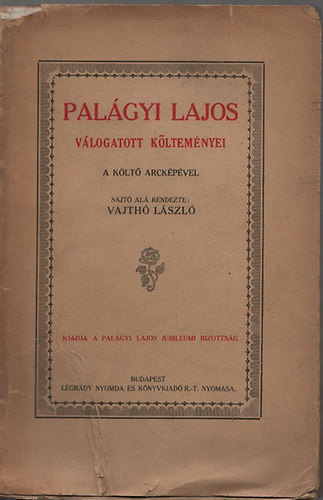 PALÁGYI LAJOS
VÁLOGATOTT KÖLTEMÉNYEI
A KÖLTŐ ARCKÉPÉVEL
SAJTÓ ALÁ RENDEZTE:
VAJTHÓ LÁSZLÓ
KIADJA A PALÁGYI LAJOS JUBILEUMI BIZOTTSÁG
BUDAPEST
LÉGRÁDY NYOMDA ÉS KÖNYVKIADÓ R.-T. NYOMASA.